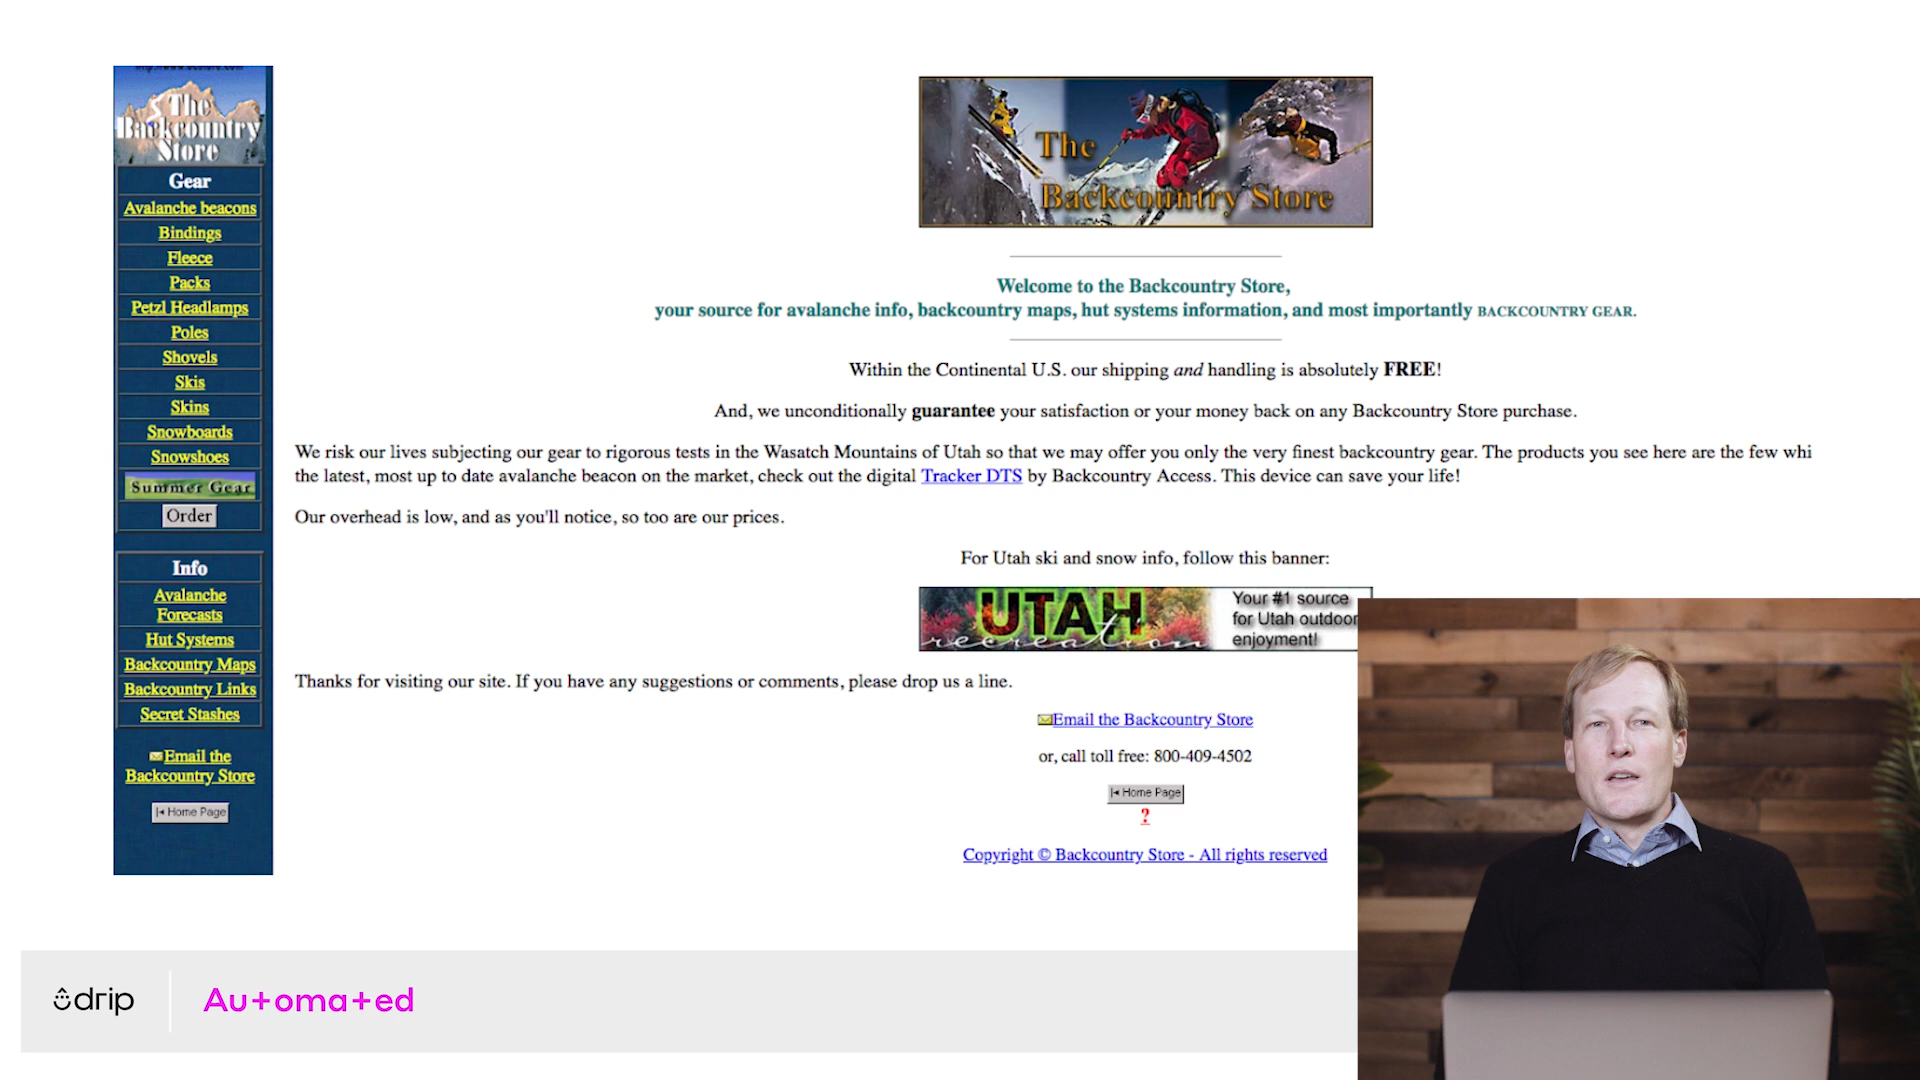 The
Backcountry
Store
Gear
Avalanche beacons
Bindings
Fleece
Packs
Petzl Headlamps
Poles
Shovels
Skis
Skins
Snowboards
Snowshoes
Summer Gear
Order
Info
Avalanche
Forecasts
Hut Systems
Backcountry Maps
Backcountry Links
Secret Stashes
Email the
Backcountry Store
Home Page
The
Backcountry Store
Welcome to the Backcountry Store,
your source for avalanche info, backcountry maps, hut systems information, and most importantly BACKCOUNTRY GEAR.
Within the Continental U.S. our shipping and handling is absolutely FREE!
And, we unconditionally guarantee your satisfaction or your money back on any Backcountry Store purchase.
We risk our lives subjecting our gear to rigorous tests in the Wasatch Mountains of Utah so that we may offer you only the very finest backcountry gear. The products you see here are the few whi
the latest, most up to date avalanche beacon on the market, check out the digital Tracker DTS by Backcountry Access. This device can save your life!
Our overhead is low, and as you'll notice, so too are our prices.
For Utah ski and snow info, follow this banner:
UTAH
recreation
Your #1 source
for Utah outdoor
enjoyment!
Thanks for visiting our site. If you have any suggestions or comments, please drop us a line.
Email the Backcountry Store
or, call toll free: 800-409-4502
Home Page
?
Copyright © Backcountry Store - All rights reserved
drip
Automated